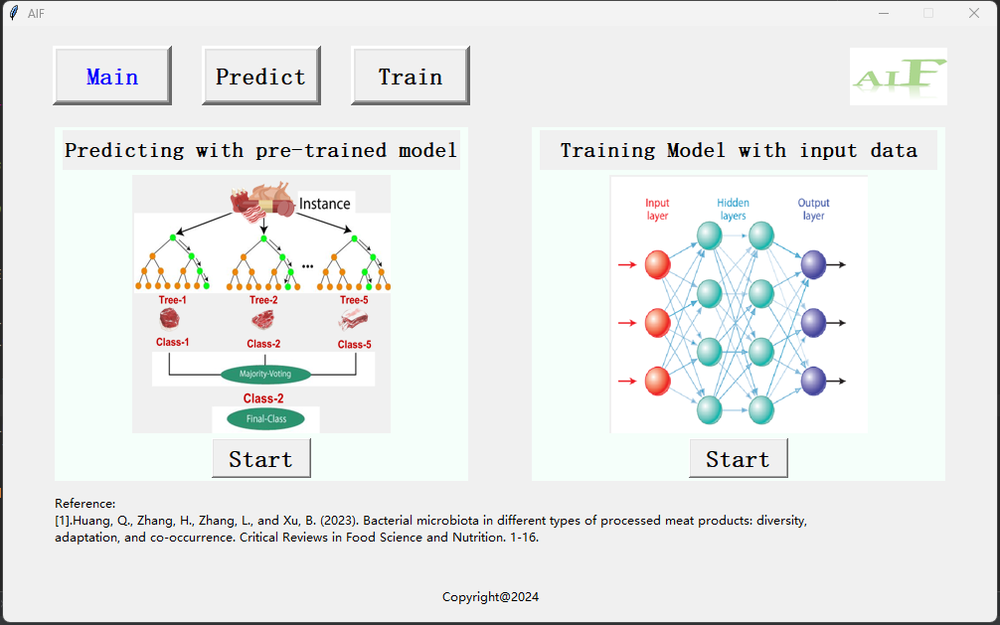 AIF
Main
Predict
Train
AIF
Predicting with pre-trained model
Instance
...
Tree-1
Tree-2
Tree-5
Class-1
Class-2
Class-5
Majority-Voting
Class-2
Final-Class
Start
Training Model with input data
Input
layer
Hidden
layers
Output
layer
Start
Reference:
[1].Huang, Q., Zhang, H., Zhang, L., and Xu, B. (2023). Bacterial microbiota in different types of processed meat products: diversity,
adaptation, and co-occurrence. Critical Reviews in Food Science and Nutrition. 1-16.
Copyright@2024